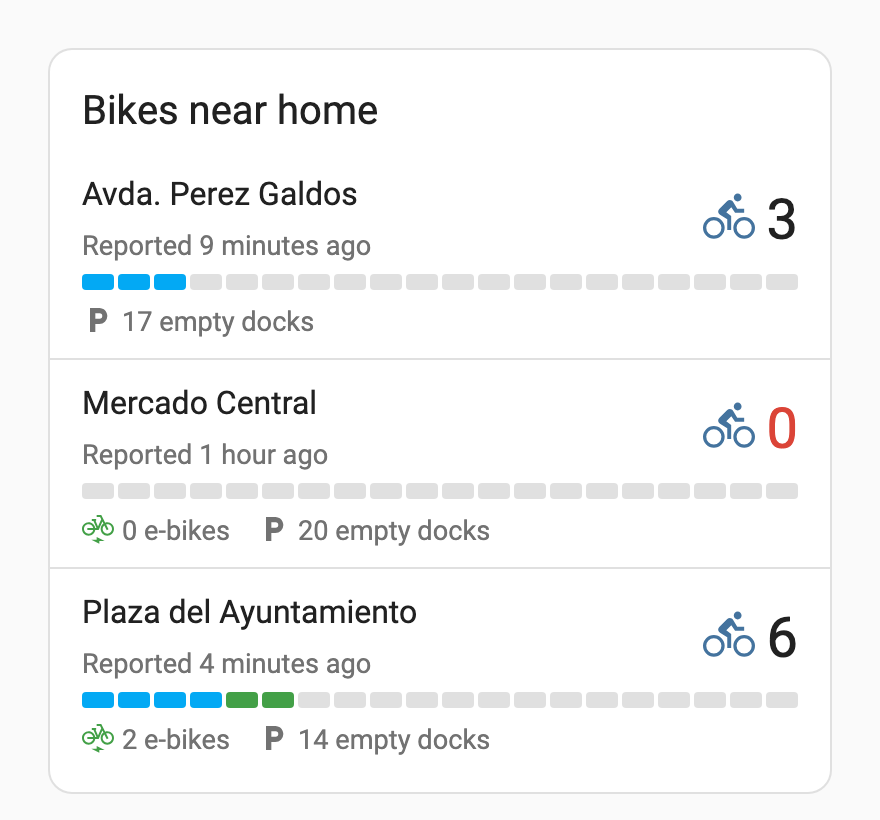 Bikes near home
Avda. Perez Galdos
3
Reported 9 minutes ago
P 17 empty docks
Mercado Central
0
Reported 1 hour ago
0 e-bikes P 20 empty docks
Plaza del Ayuntamiento
6
Reported 4 minutes ago
2 e-bikes P 14 empty docks